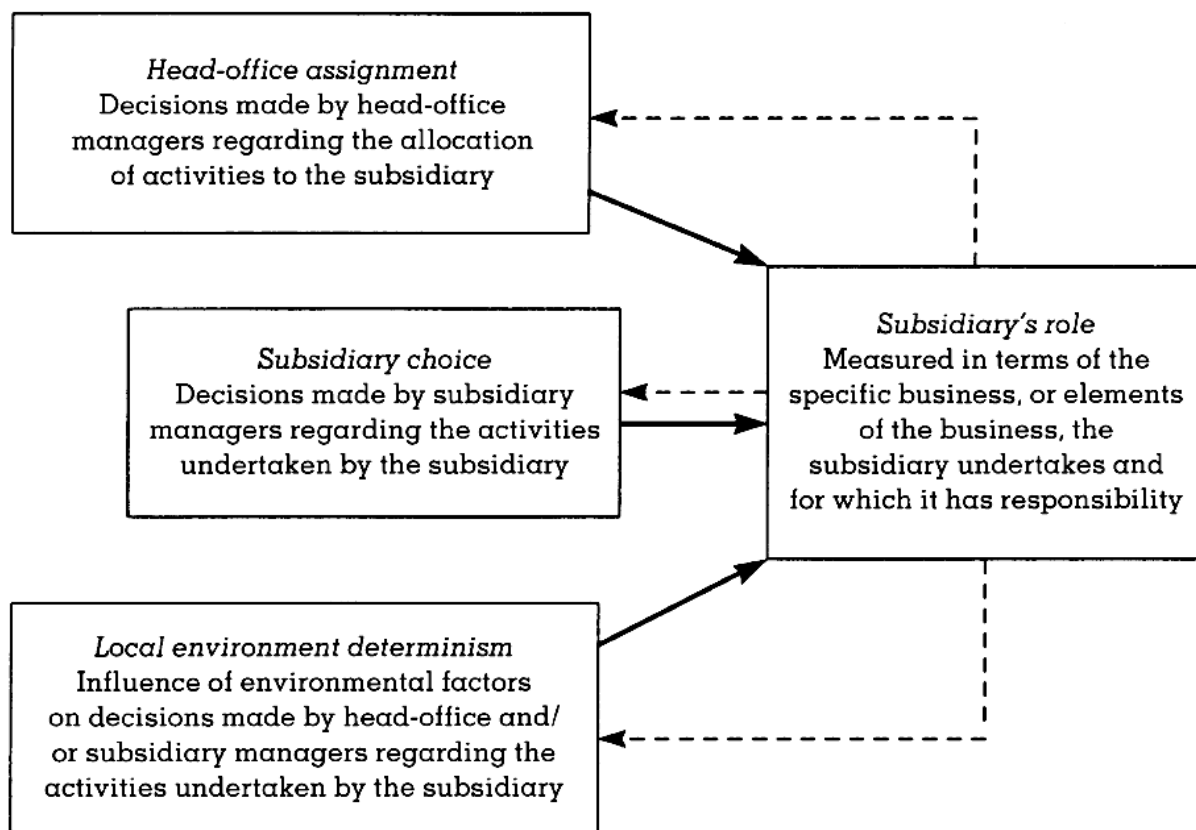 Head-office assignment
Decisions made by head-office
managers regarding the allocation
of activities to the subsidiary
Subsidiary choice
Decisions made by subsidiary
managers regarding the activities
undertaken by the subsidiary
Local environment determinism
Influence of environmental factors
on decisions made by head-office and/
or subsidiary managers regarding the
activities undertaken by the subsidiary
Subsidiary's role
Measured in terms of the
specific business, or elements
of the business, the
subsidiary undertakes and
for which it has responsibility